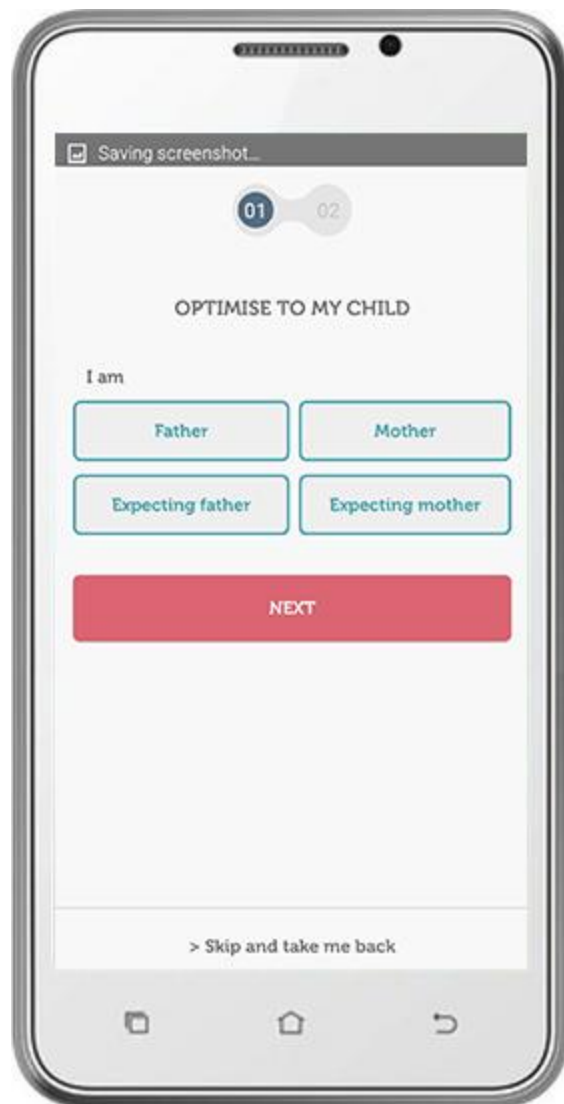 Saving screenshot...
01 02
OPTIMISE TO MY CHILD
I am
Father Mother
Expecting father Expecting mother
NEXT
> Skip and take me back